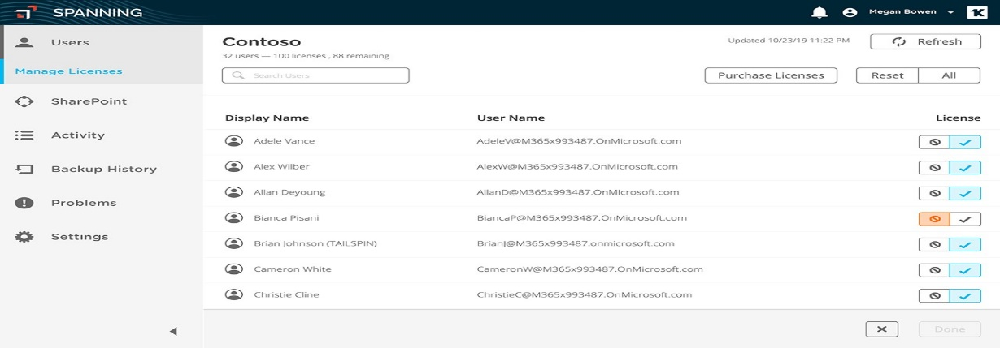 SPANNING
Megan Bowen
Users
Manage Licenses
SharePoint
Activity
Backup History
Problems
Settings
Contoso
32 users — 100 licenses , 88 remaining
Updated 10/23/19 11:22 PM
Refresh
Search Users
Purchase Licenses
Reset
All
Display Name User Name License
Adele Vance AdeleV@M365x993487.OnMicrosoft.com
Alex Wilber AlexW@M365x993487.OnMicrosoft.com
Allan Deyoung AllanD@M365x993487.OnMicrosoft.com
Bianca Pisani BiancaP@M365x993487.OnMicrosoft.com
Brian Johnson (TAILSPIN) BrianJ@M365x993487.onmicrosoft.com
Cameron White CameronW@M365x993487.OnMicrosoft.com
Christie Cline ChristieC@M365x993487.OnMicrosoft.com
Done